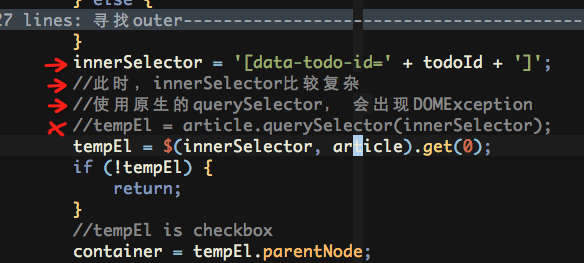 } else {
27 lines: 寻找outer------------------------------------------
}
innerSelector = '[data-todo-id=' + todoId + ']';
//此时，innerSelector比较复杂
//使用原生的querySelector， 会出现DOMException
//tempEl = article.querySelector(innerSelector);
tempEl = $(innerSelector, article).get(0);
if (!tempEl) {
return;
}
//tempEl is checkbox
container = tempEl.parentNode;